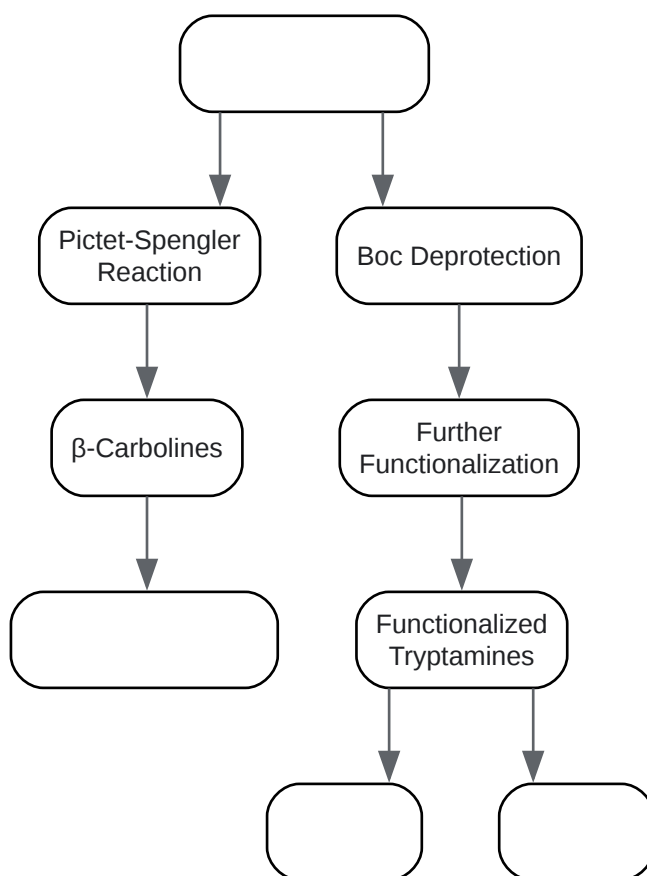 Pictet-Spengler
Reaction
Boc Deprotection
β-Carbolines
Further
Functionalization
Functionalized
Tryptamines